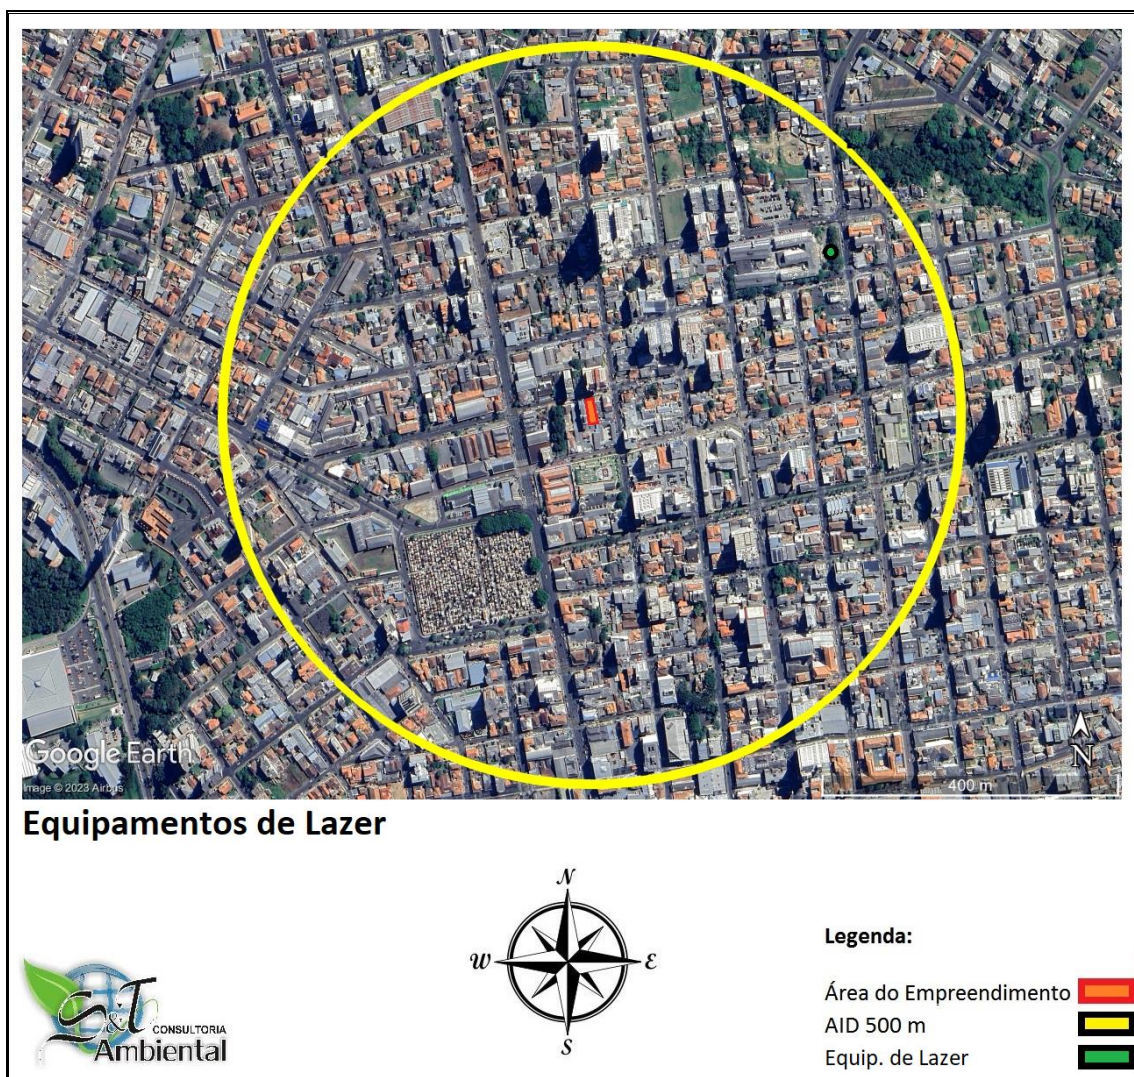 Google Earth
Image © 2023 Airbus
N
400 m
Equipamentos de Lazer
N
W
E
S
S&T
CONSULTORIA
Ambiental
Legenda:
Área do Empreendimento
AID 500 m
Equip. de Lazer